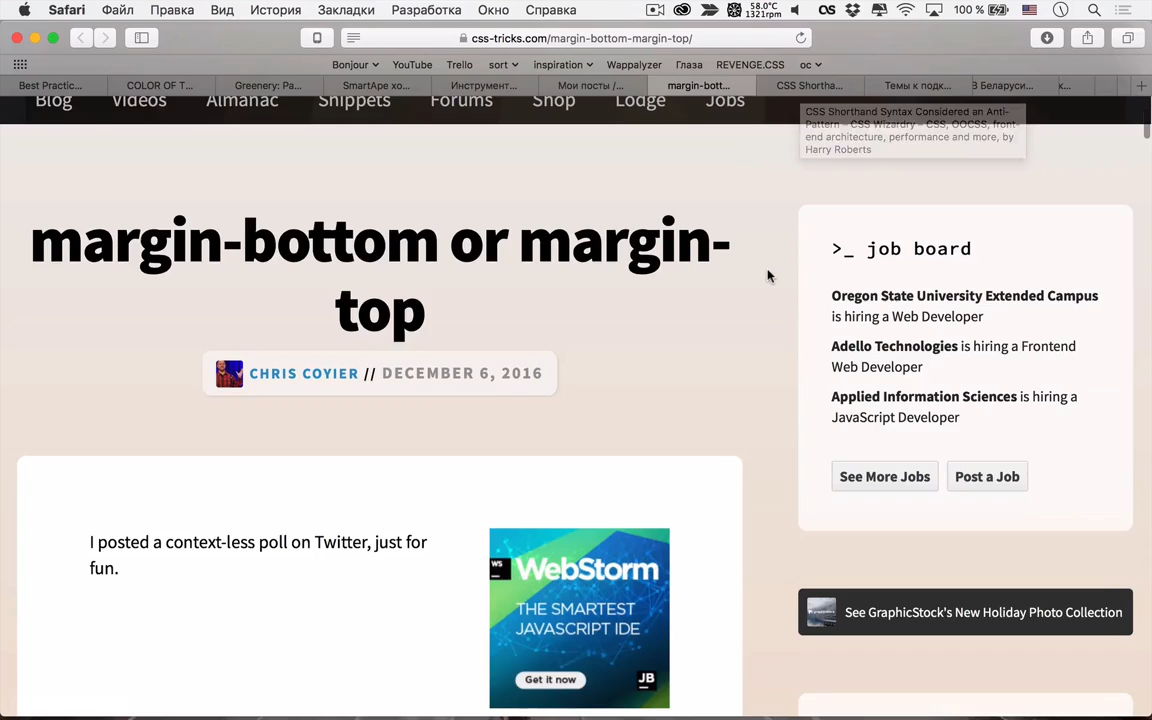 Safari Файл Правка Вид История Закладки Разработка Окно Справка 58.0°C 1321rpm 100 %
css-tricks.com/margin-bottom-margin-top/
Bonjour YouTube Trello sort inspiration Wappalyzer Глаза REVENGE.CSS ос
Best Practic... COLOR OF T... Greenery: Pa... SmartApe хо... Инструмент... Мои посты /... margin-bott... CSS Shortha... Темы к подк... З Беларуси... к...
Blog Videos Almanac Snippets Forums Shop Lodge Jobs
CSS Shorthand Syntax Considered an Anti-
Pattern – CSS Wizardry – CSS, OOCSS, front-
end architecture, performance and more, by
Harry Roberts
margin-bottom or margin-
top
CHRIS COYIER // DECEMBER 6, 2016
I posted a context-less poll on Twitter, just for
fun.
WS WebStorm
THE SMARTEST
JAVASCRIPT IDE
Get it now
JB
>_ job board
Oregon State University Extended Campus
is hiring a Web Developer
Adello Technologies is hiring a Frontend
Web Developer
Applied Information Sciences is hiring a
JavaScript Developer
See More Jobs Post a Job
See GraphicStock's New Holiday Photo Collection